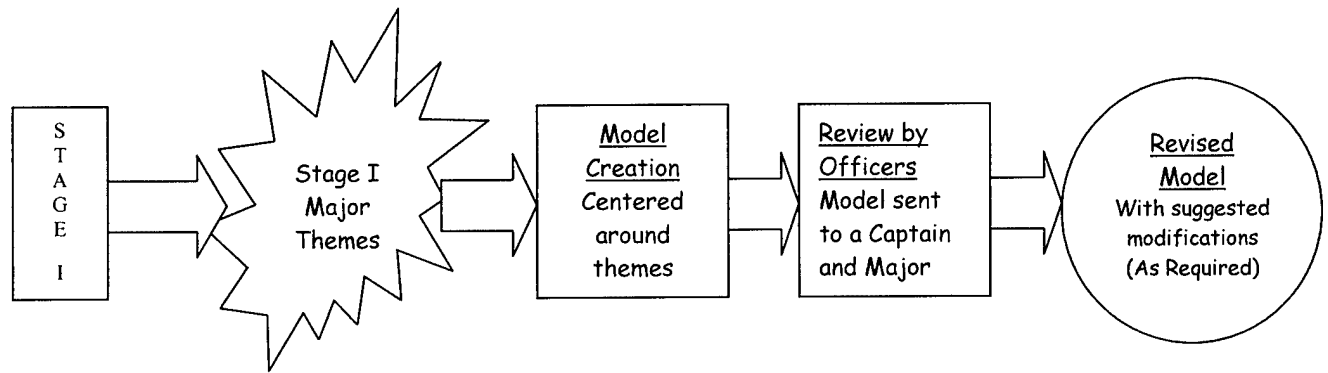 S
T
A
G
E
I
Stage I
Major
Themes
Model
Creation
Centered
around
themes
Review by
Officers
Model sent
to a Captain
and Major
Revised
Model
With suggested
modifications
(As Required)